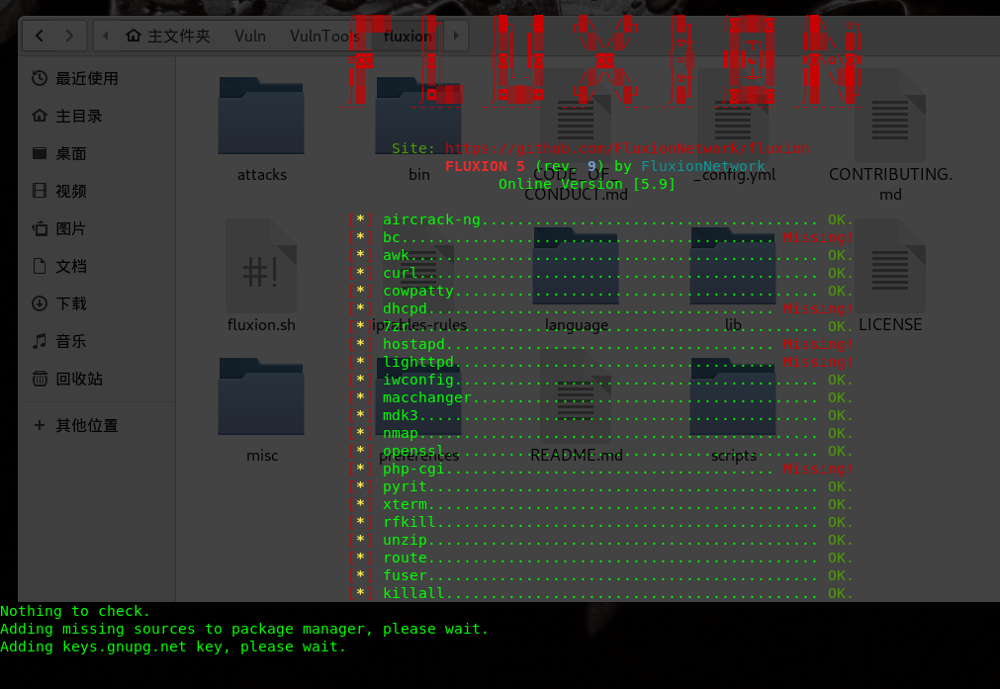 主文件夹 Vuln VulnTools fluxion
最近使用
主目录
桌面
视频
图片
文档
下载
音乐
回收站
+ 其他位置
attacks
bin
CODE_OF_CONDUCT.md
_config.yml
CONTRIBUTING.md
fluxion.sh
iptables-rules
language
lib
LICENSE
misc
preferences
README.md
scripts
FLUXION
Site: https://github.com/FluxionNetwork/fluxion
FLUXION 5 (rev. 9) by FluxionNetwork
Online Version [5.9]
[*] aircrack-ng...................................... OK.
[*] bc.......................................... Missing!
[*] awk.............................................. OK.
[*] curl............................................. OK.
[*] cowpatty......................................... OK.
[*] dhcpd....................................... Missing!
[*] 7zr.............................................. OK.
[*] hostapd..................................... Missing!
[*] lighttpd.................................... Missing!
[*] iwconfig......................................... OK.
[*] macchanger....................................... OK.
[*] mdk3............................................. OK.
[*] nmap............................................. OK.
[*] openssl.......................................... OK.
[*] php-cgi..................................... Missing!
[*] pyrit............................................ OK.
[*] xterm............................................ OK.
[*] rfkill........................................... OK.
[*] unzip............................................ OK.
[*] route............................................ OK.
[*] fuser............................................ OK.
[*] killall.......................................... OK.
Nothing to check.
Adding missing sources to package manager, please wait.
Adding keys.gnupg.net key, please wait.